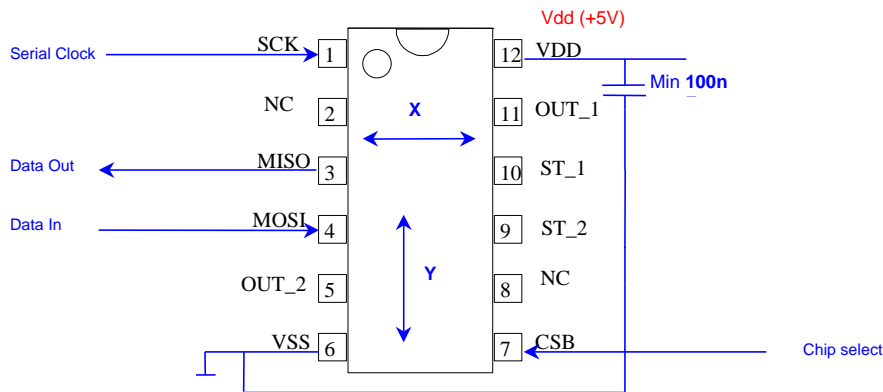 Vdd (+5V)
Serial Clock
SCK 1
12 VDD
Min 100n
NC 2
X
11 OUT_1
Data Out
MISO 3
10 ST_1
Data In
MOSI 4
9 ST_2
OUT_2 5
Y
8 NC
VSS 6
7 CSB
Chip select